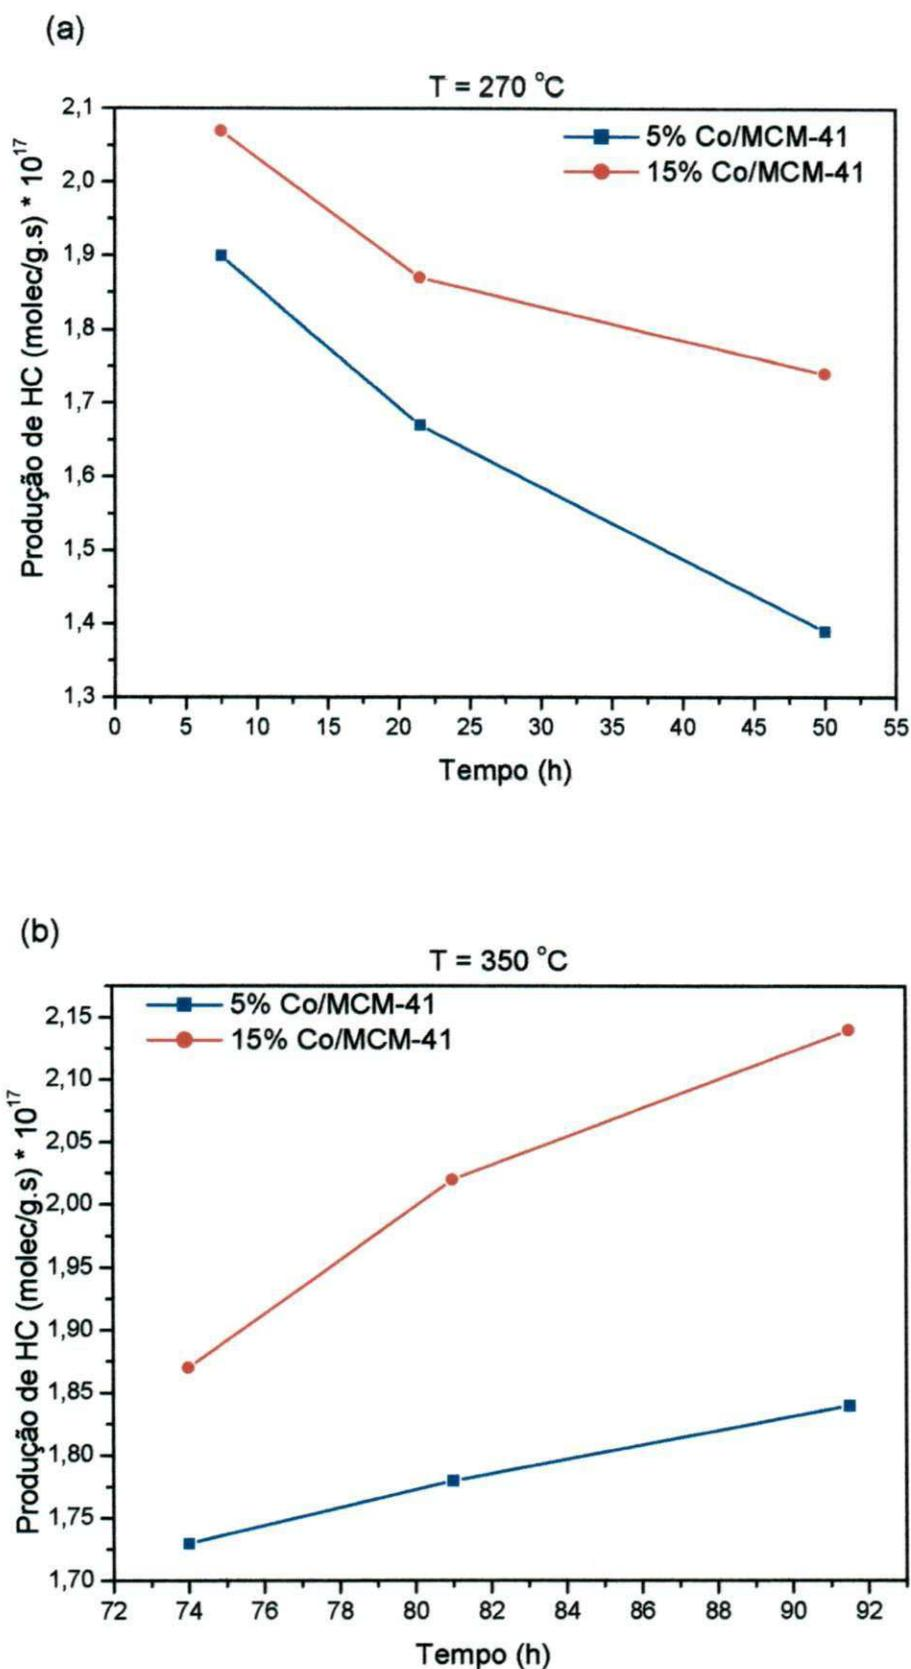 (a)
T = 270 °C
5% Co/MCM-41
15% Co/MCM-41
Produção de HC (molec/g.s) * 10^17
2,1
2,0
1,9
1,8
1,7
1,6
1,5
1,4
1,3
0 5 10 15 20 25 30 35 40 45 50 55
Tempo (h)
(b)
T = 350 °C
5% Co/MCM-41
15% Co/MCM-41
Produção de HC (molec/g.s) * 10^17
2,15
2,10
2,05
2,00
1,95
1,90
1,85
1,80
1,75
1,70
72 74 76 78 80 82 84 86 88 90 92
Tempo (h)